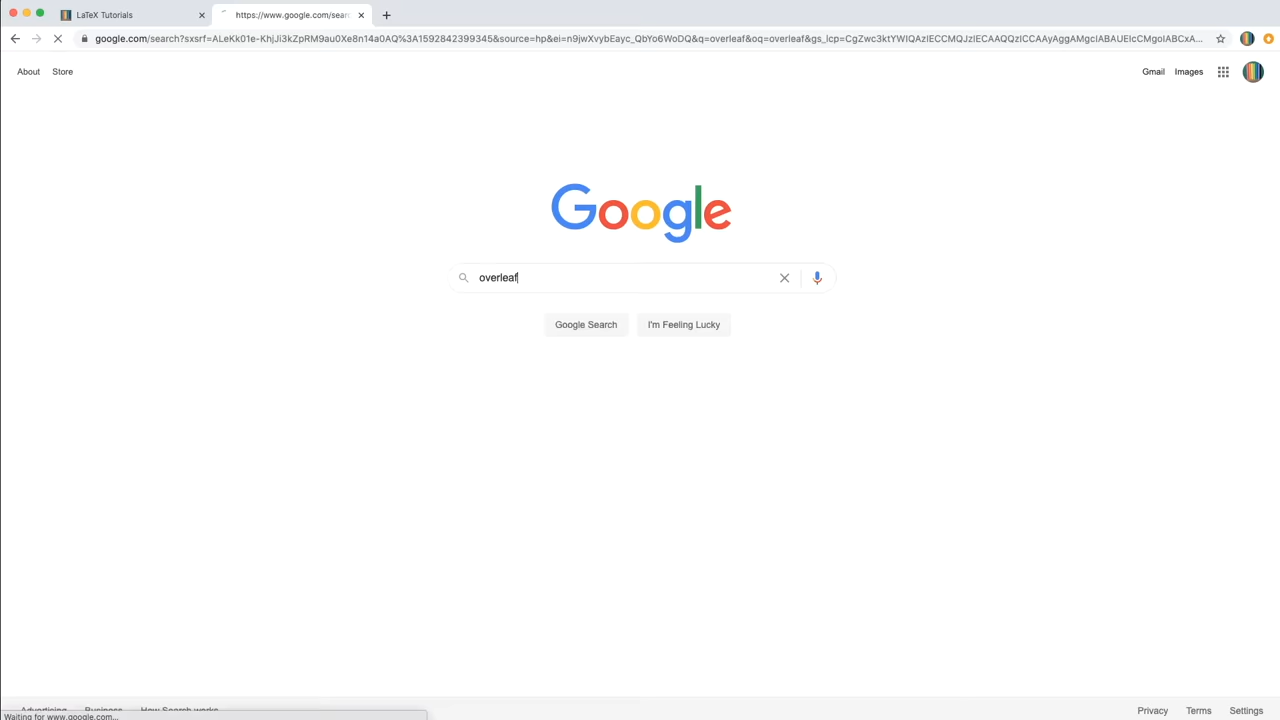 LaTeX Tutorials
https://www.google.com/sear
google.com/search?sxsrf=ALeKk01e-KhjJi3kZpRM9au0Xe8n14a0AQ%3A1592842399345&source=hp&ei=n9jwXvybEayc_QbYo6WoDQ&q=overleaf&oq=overleaf&gs_lcp=CgZwc3ktYWIQAzIECCMQJzIECAAQQzICCAAyAggAMgcIABAUEIcCMgoIABCxA...
About Store
Gmail Images
Google
overleaf
Google Search I'm Feeling Lucky
Advertising Business How Search works
Privacy Terms Settings
Waiting for www.google.com...